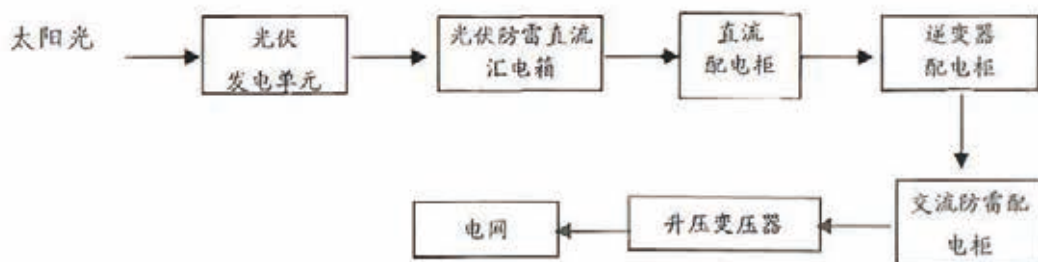 太阳光
光伏
发电单元
光伏防雷直流
汇电箱
直流
配电柜
逆变器
配电柜
交流防雷配
电柜
升压变压器
电网